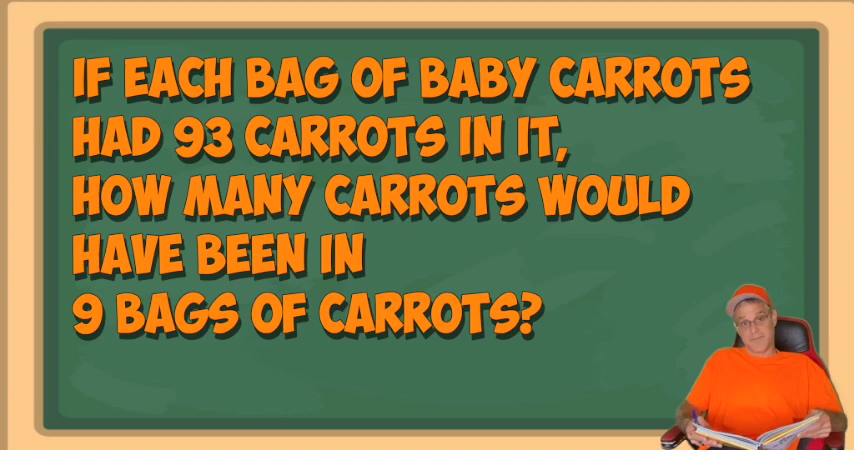 IF EACH BAG OF BABY CARROTS
HAD 93 CARROTS IN IT,
HOW MANY CARROTS WOULD
HAVE BEEN IN
9 BAGS OF CARROTS?